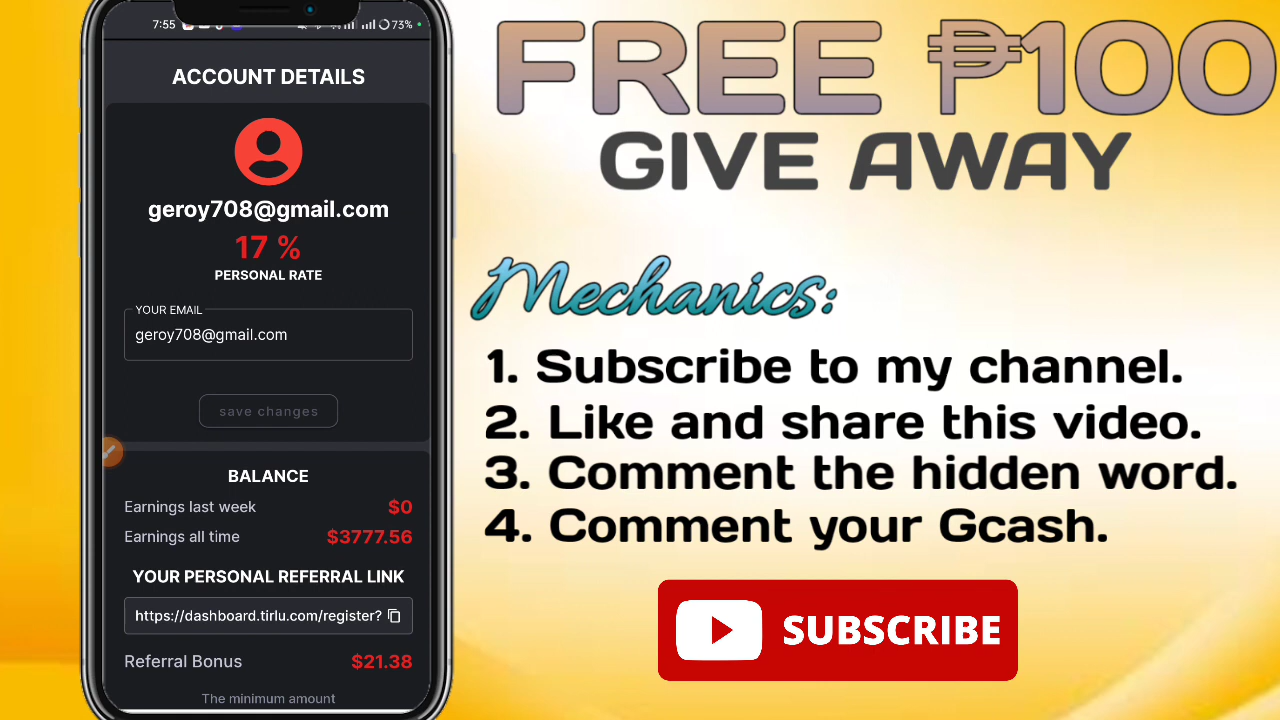 7:55
73%
ACCOUNT DETAILS
geroy708@gmail.com
17 %
PERSONAL RATE
YOUR EMAIL
geroy708@gmail.com
save changes
BALANCE
Earnings last week $0
Earnings all time $3777.56
YOUR PERSONAL REFERRAL LINK
https://dashboard.tirlu.com/register?
Referral Bonus $21.38
The minimum amount
FREE ₱100
GIVE AWAY
Mechanics:
1. Subscribe to my channel.
2. Like and share this video.
3. Comment the hidden word.
4. Comment your Gcash.
SUBSCRIBE